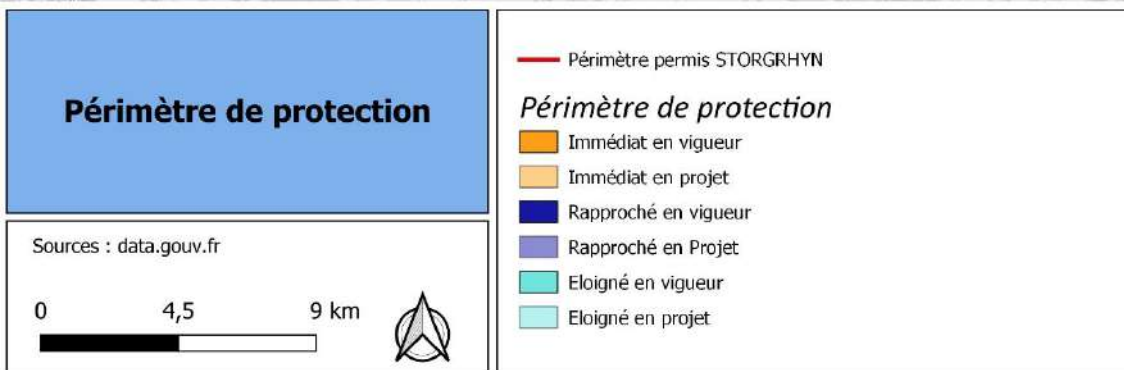 Périmètre de protection
Sources : data.gouv.fr
0 4,5 9 km
Périmètre permis STORGRHYN
Périmètre de protection
Immédiat en vigueur
Immédiat en projet
Rapproché en vigueur
Rapproché en Projet
Eloigné en vigueur
Eloigné en projet